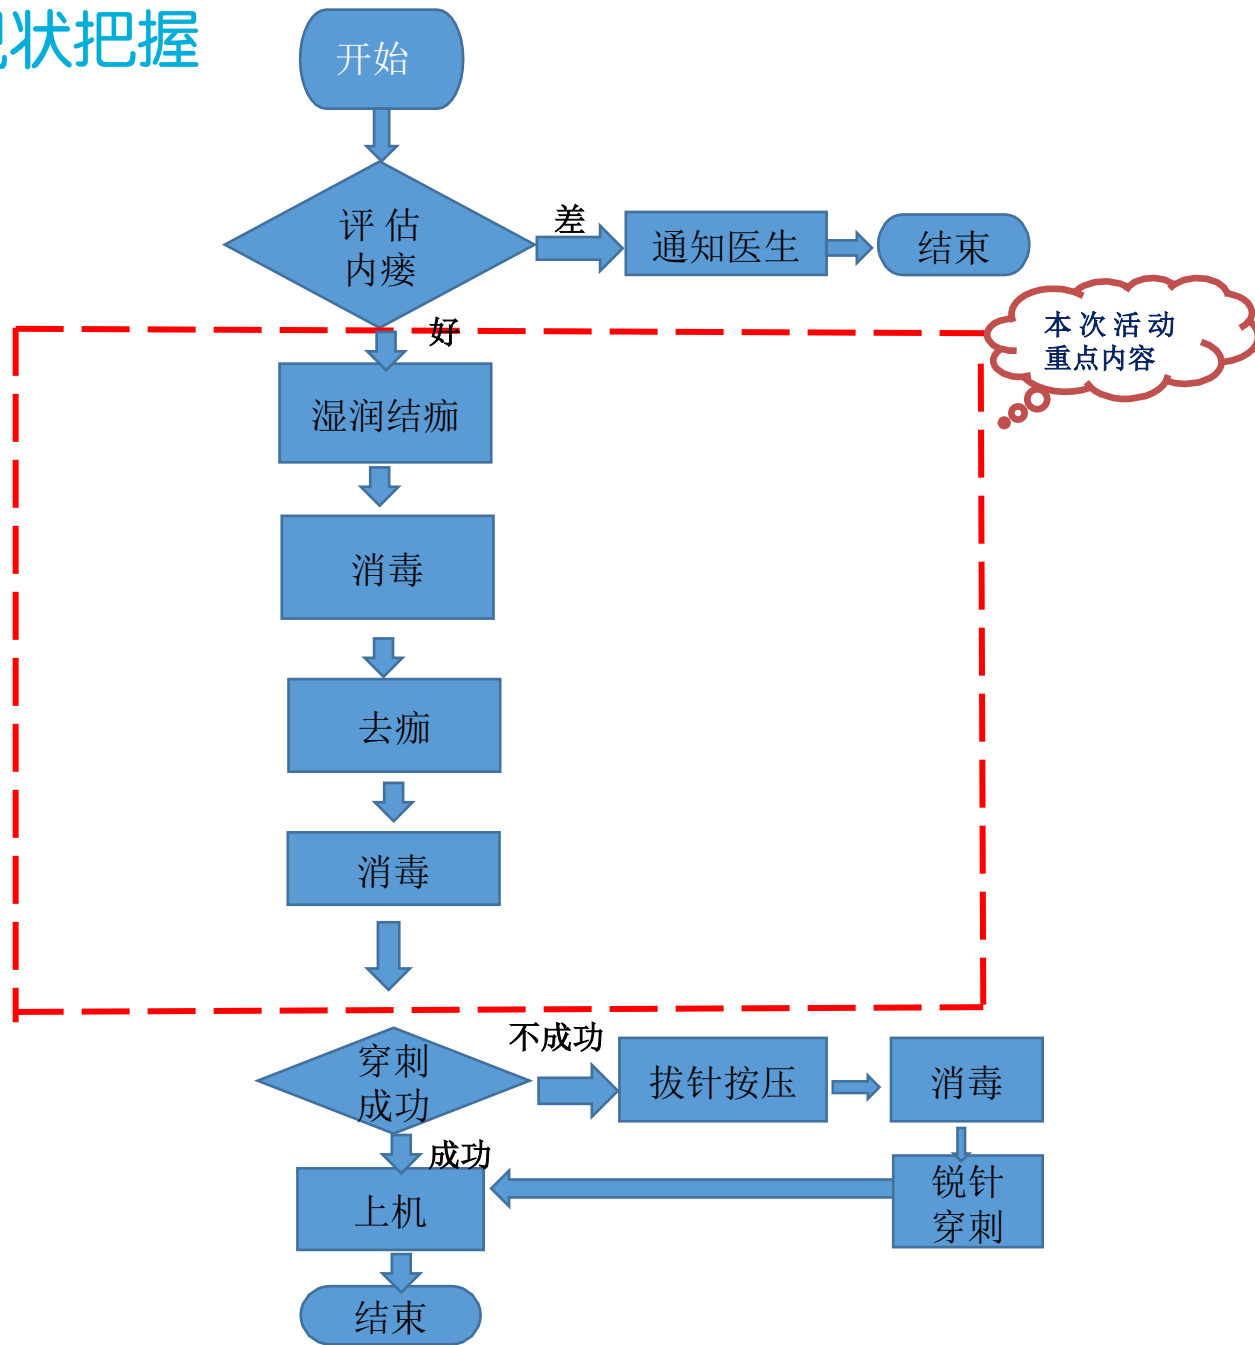 状把握
开始
评 估
内瘘
差
通知医生
结束
好
本 次 活 动
重点内容
湿润结痂
消毒
去痂
消毒
穿刺
成功
不成功
拔针按压
消毒
成功
锐针
穿刺
上机
结束